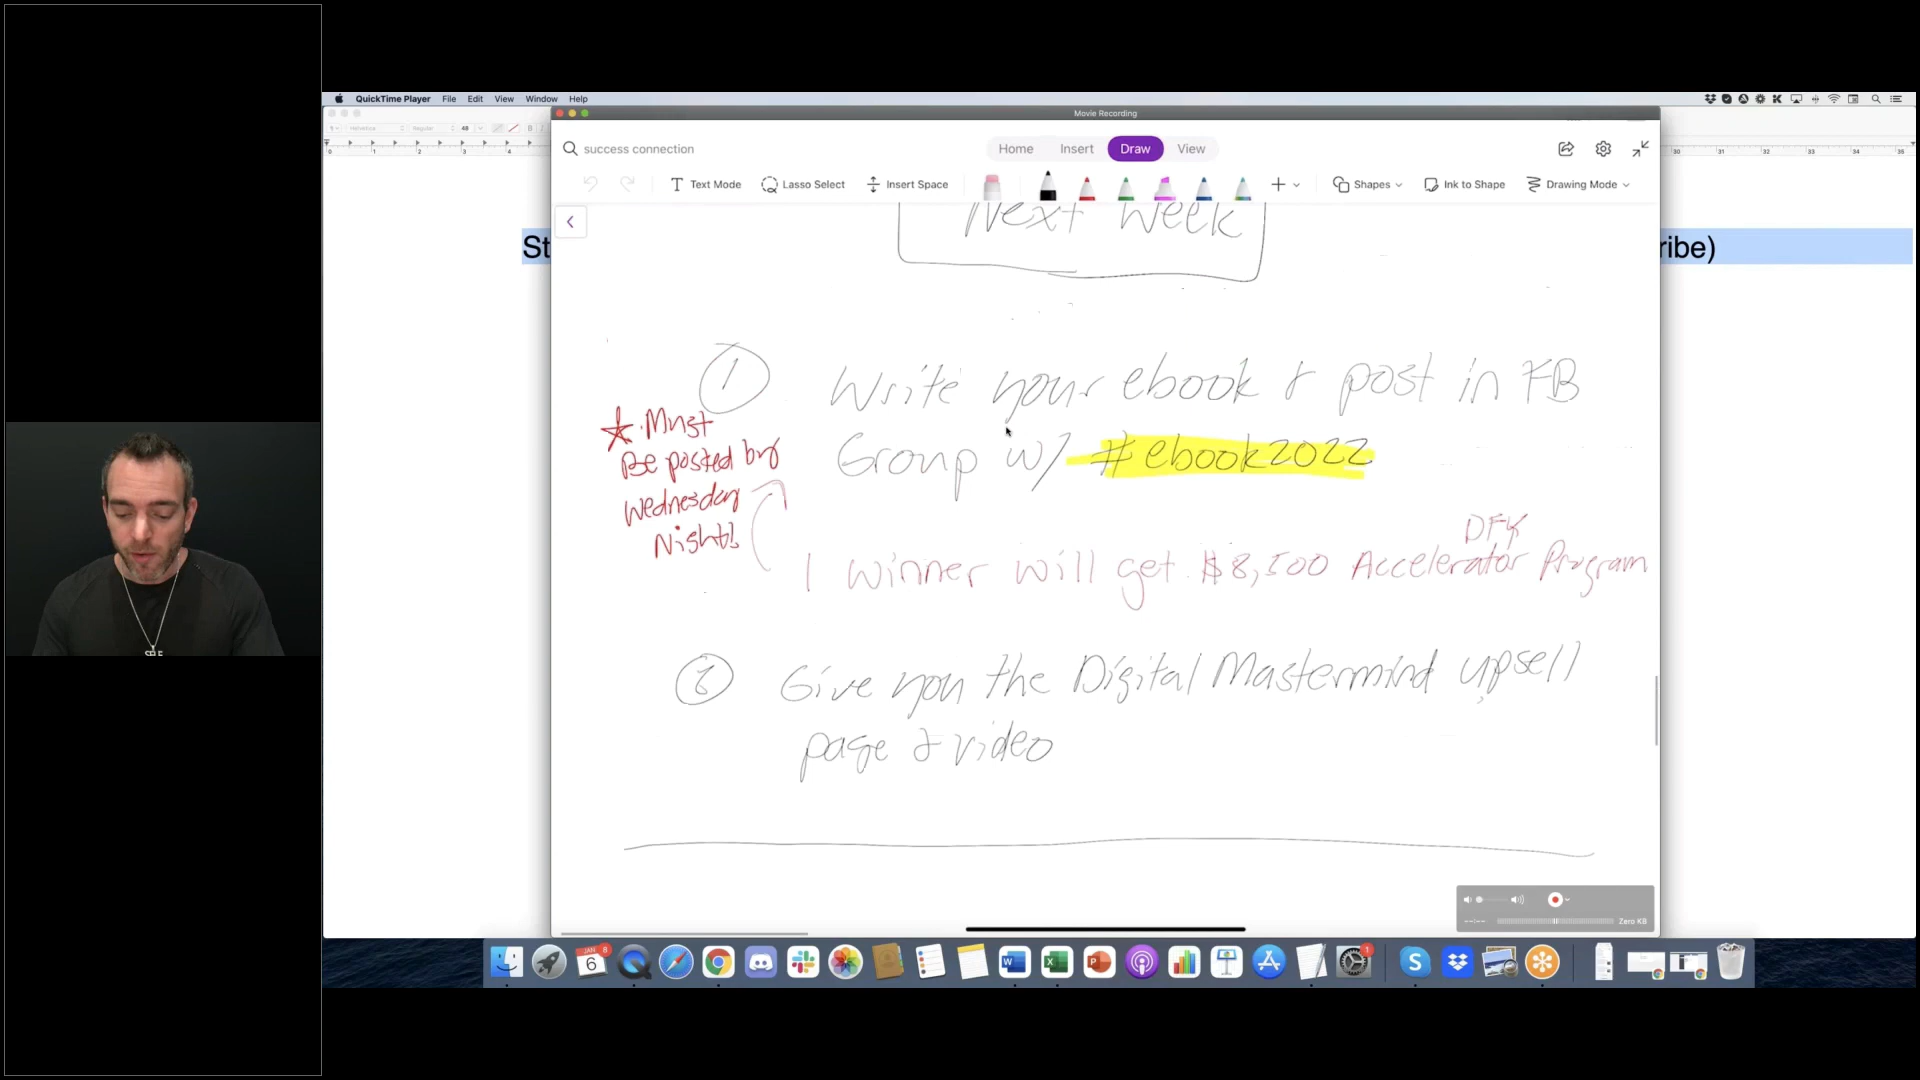 QuickTime Player File Edit View Window Help
Movie Recording
success connection
Home Insert Draw View
Text Mode Lasso Select Insert Space Shapes Ink to Shape Drawing Mode
Next Week
St
ribe)
1 Write your ebook & post in FB
Group w/ #ebook2022
* Must
Be posted by
Wednesday
Night!
DFY
1 winner will get $8,500 Accelerator Program
Give you the Digital Mastermind upsell
page & video
Zero KB
SELF
JAN
6